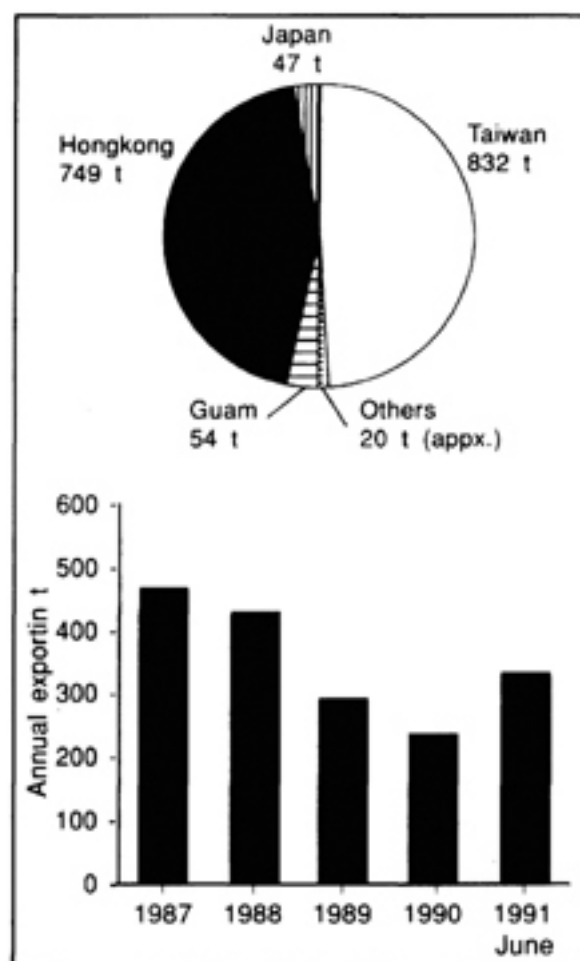 Japan
47 t
Hongkong
749 t
Taiwan
832 t
Guam
54 t
Others
20 t (appx.)
Annual exportin t
600
500
400
300
200
100
0
1987 1988 1989 1990 1991
June